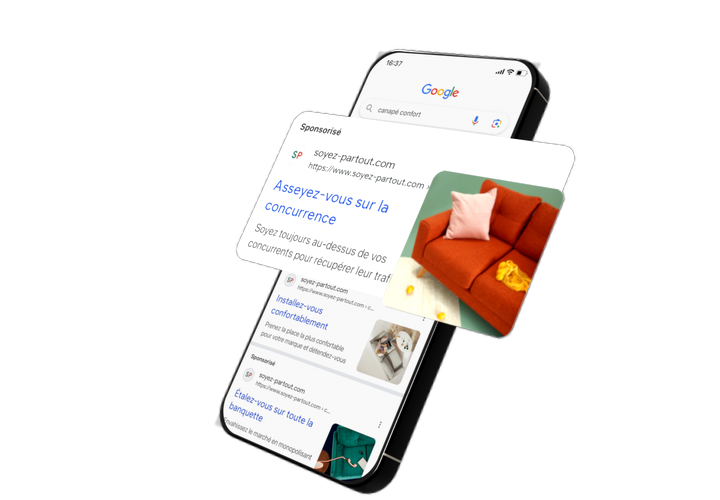 16:37
Google
canapé confort
Sponsorisé
SP
soyez-partout.com
https://www.soyez-partout.com ›
Asseyez-vous sur la
concurrence
Soyez toujours au-dessus de vos
concurrents pour récupérer leur traf
SP
soyez-partout.com
https://www.soyez-partout.com › c...
Installez-vous
confortablement
Prenez la place la plus confortable
pour votre marque et détendez-vous
Sponsorisé
SP
soyez-partout.com
https://www.soyez-partout.com › c...
Étalez-vous sur toute la
banquette
Envahissez le marché en monopolisant